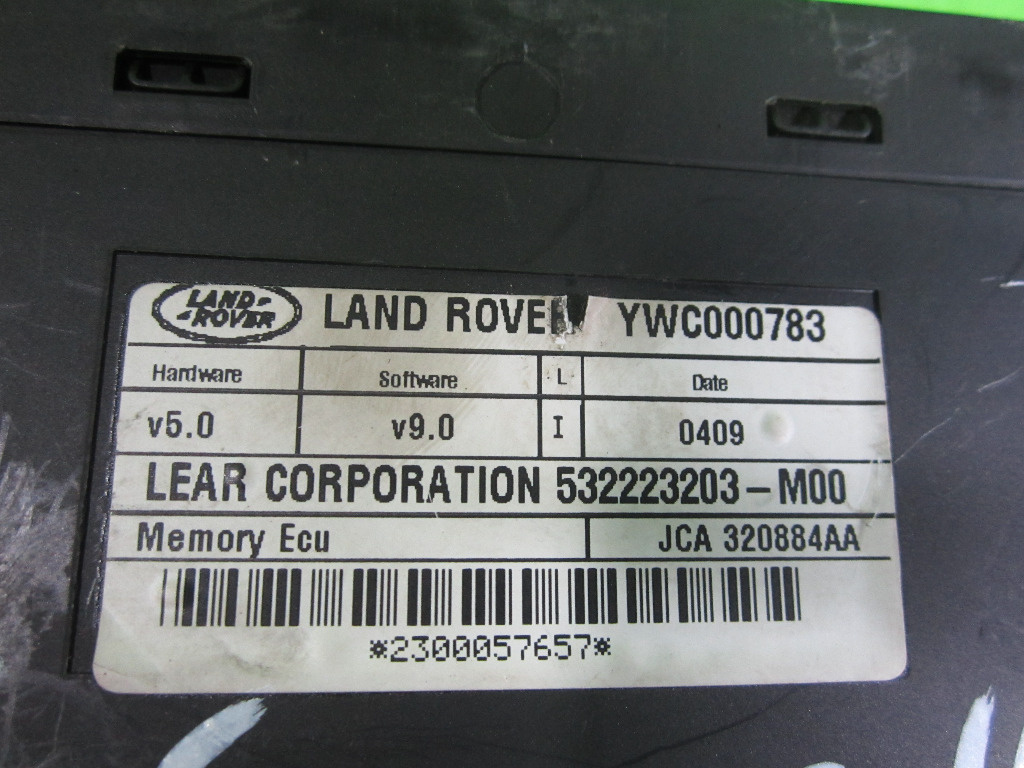 LAND ROVER LAND ROVER YWC000783
Hardware Software L Date
v5.0 v9.0 I 0409
LEAR CORPORATION 532223203-M00
Memory Ecu JCA 320884AA
*2300057657*